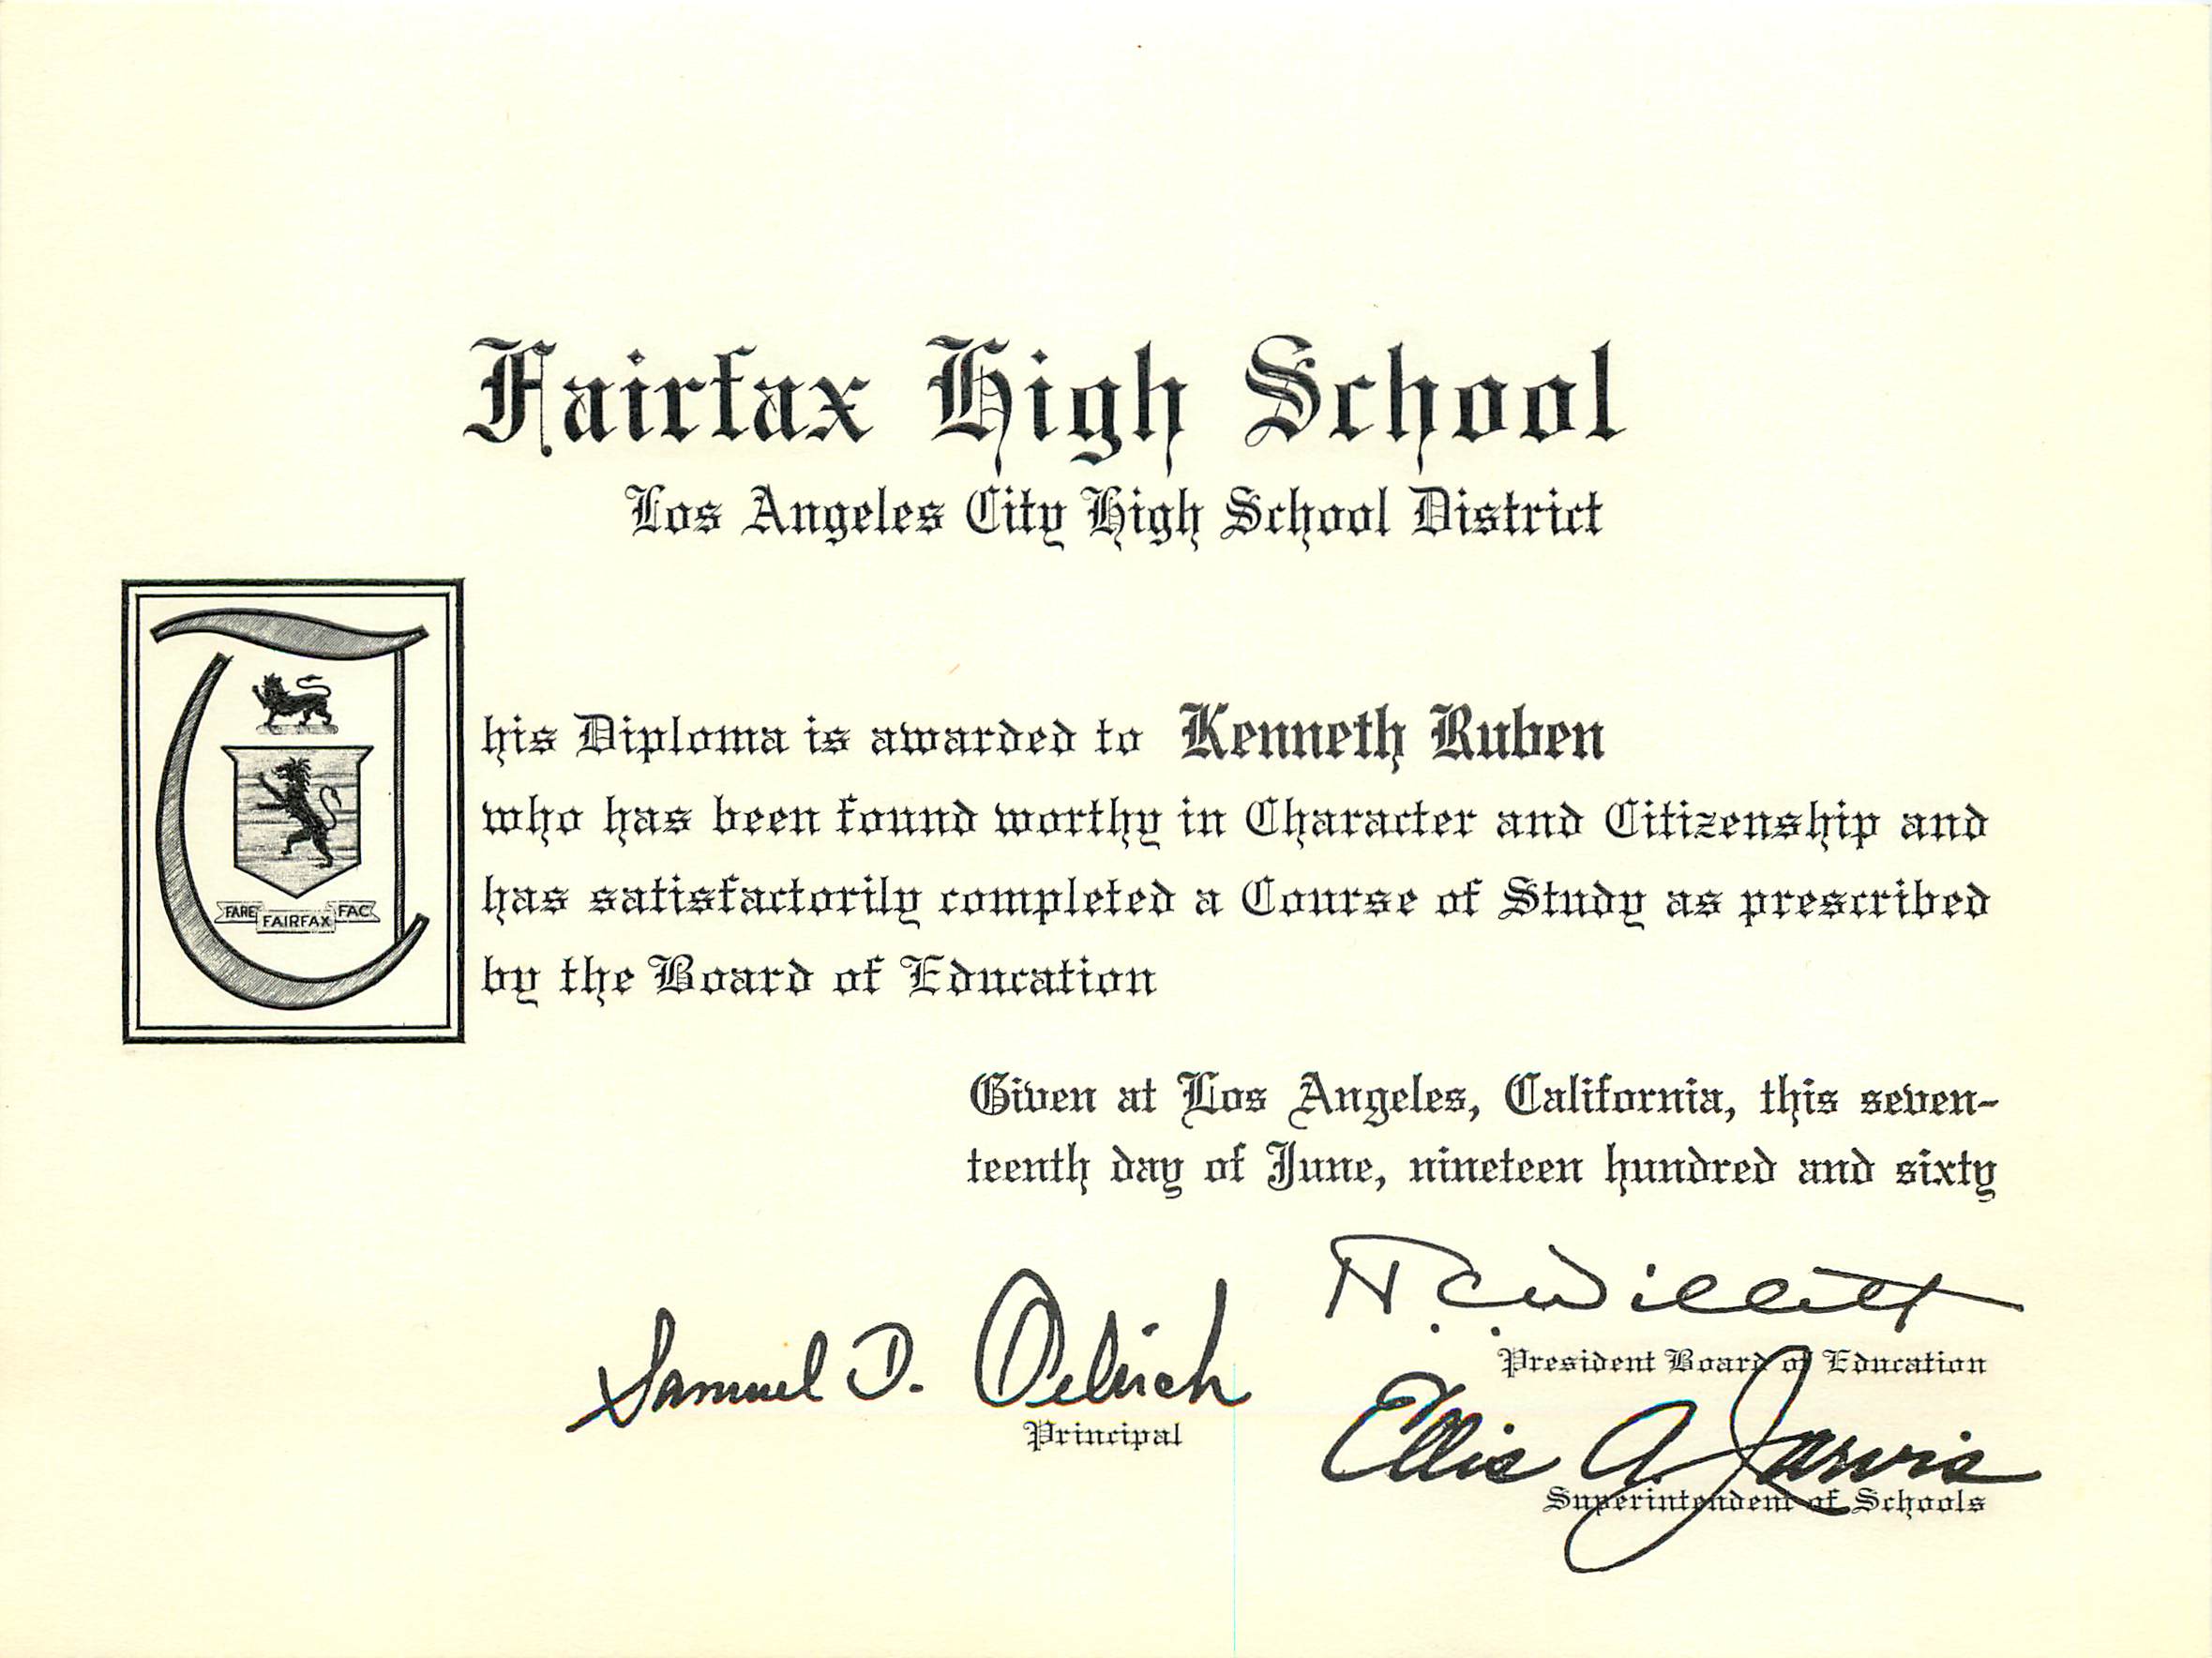 Fairfax High School
Los Angeles City High School District
This Diploma is awarded to Kenneth Ruben
who has been found worthy in Character and Citizenship and
has satisfactorily completed a Course of Study as prescribed
by the Board of Education
FARE FAIRFAX FAC
Given at Los Angeles, California, this seven-
teenth day of June, nineteen hundred and sixty
Willett
President Board of Education
Samuel D. Oelrich
Principal
Ellis A. Jarvis
Superintendent of Schools